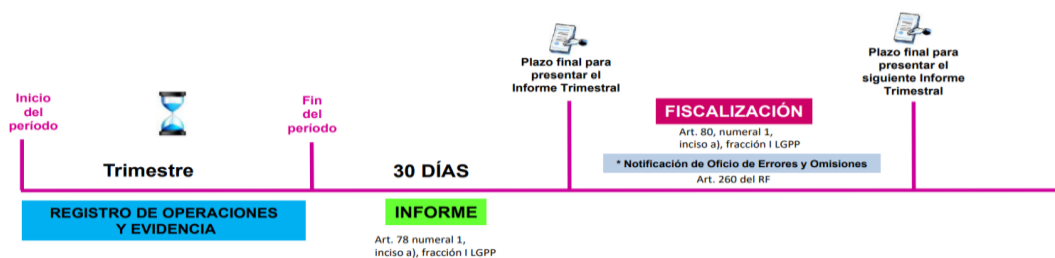 Inicio
del
período
Trimestre
REGISTRO DE OPERACIONES
Y EVIDENCIA
Fin
del
período
30 DÍAS
INFORME
Art. 78 numeral 1,
inciso a), fracción I LGPP
Plazo final para
presentar el
Informe Trimestral
FISCALIZACIÓN
Art. 80, numeral 1,
inciso a), fracción I LGPP
* Notificación de Oficio de Errores y Omisiones
Art. 260 del RF
Plazo final para
presentar el
siguiente Informe
Trimestral